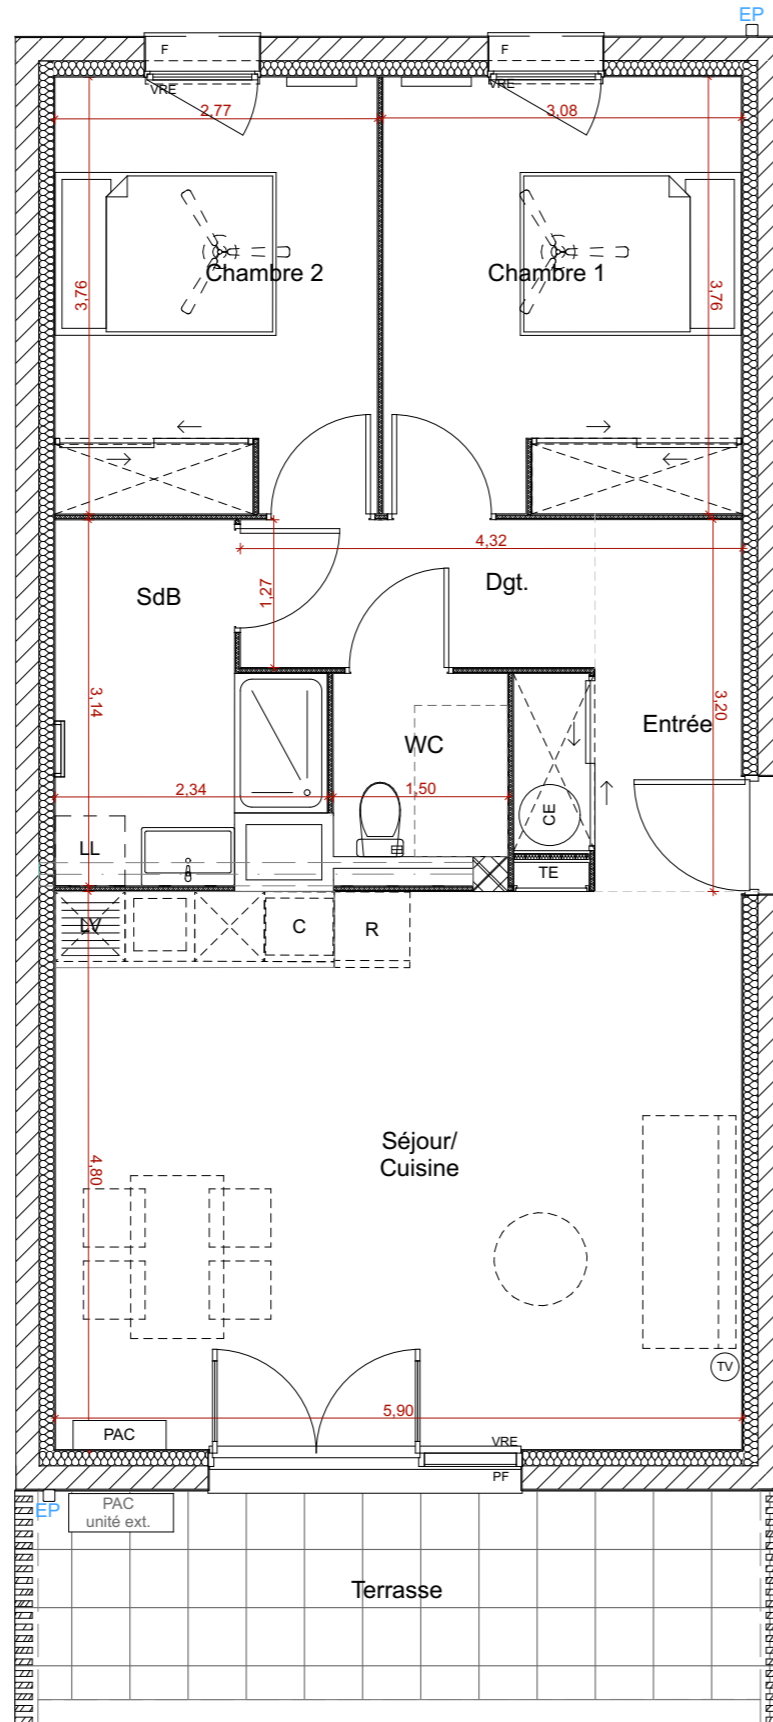 EP
F
F
VRE
VRE
2,77
3,08
Chambre 2
Chambre 1
3,76
3,76
4,32
1,27
Dgt.
SdB
3,14
3,20
Entrée
WC
2,34
1,50
CE
LL
TE
LV
C
R
Séjour/
Cuisine
4,80
TV
5,90
PAC
VRE
PF
EP
PAC
unité ext.
Terrasse